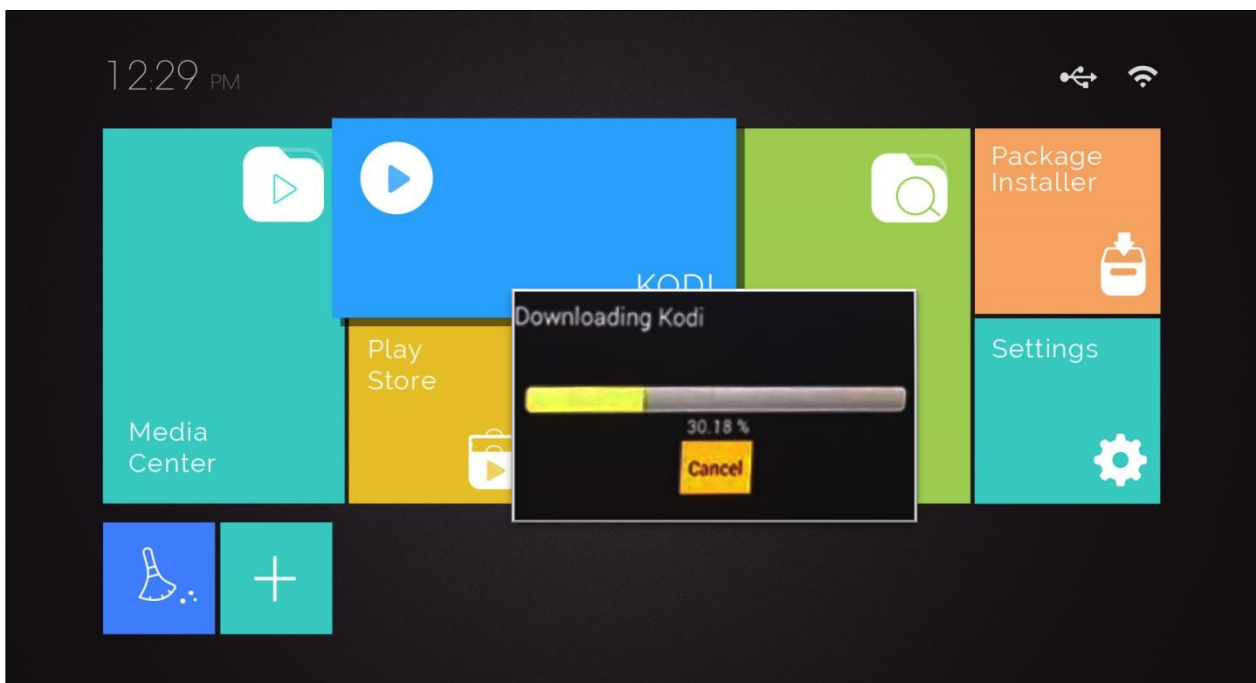 12:29 PM
KODI
Package
Installer
Downloading Kodi
Play
Store
Settings
30.18 %
Cancel
Media
Center